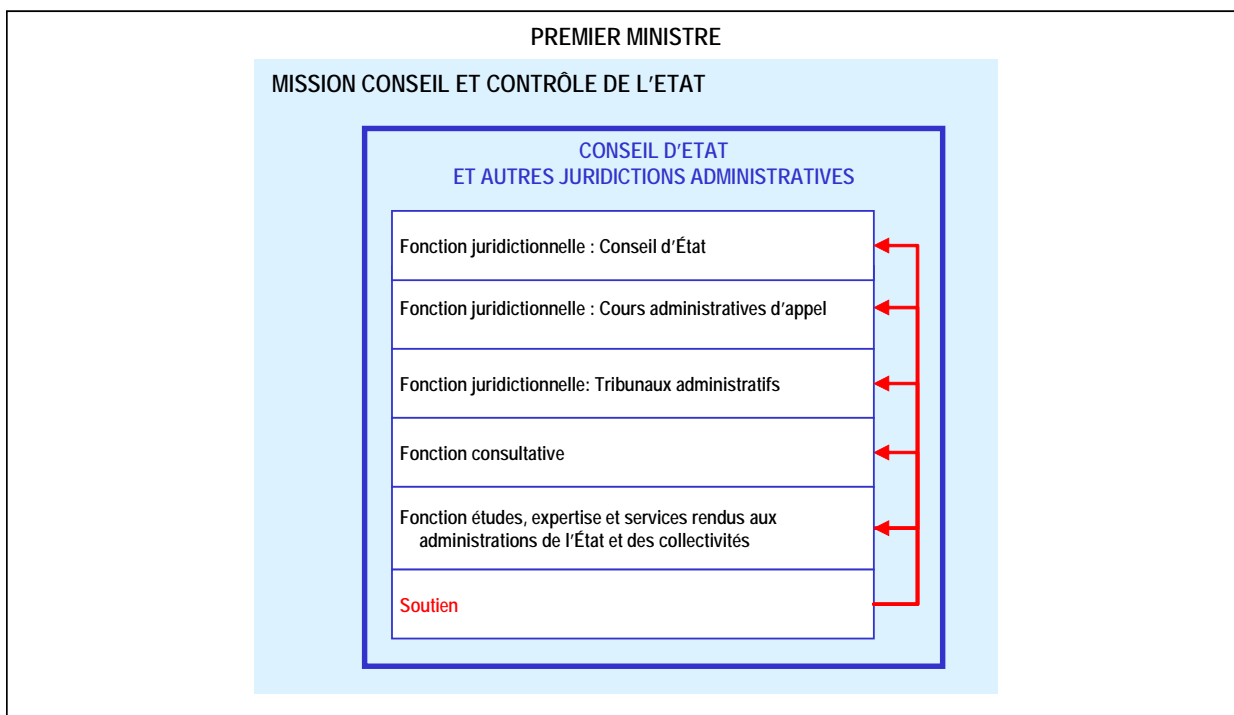 PREMIER MINISTRE
MISSION CONSEIL ET CONTRÔLE DE L'ETAT
CONSEIL D'ETAT
ET AUTRES JURIDICTIONS ADMINISTRATIVES
Fonction juridictionnelle : Conseil d'État
Fonction juridictionnelle : Cours administratives d'appel
Fonction juridictionnelle: Tribunaux administratifs
Fonction consultative
Fonction études, expertise et services rendus aux
administrations de l'État et des collectivités
Soutien